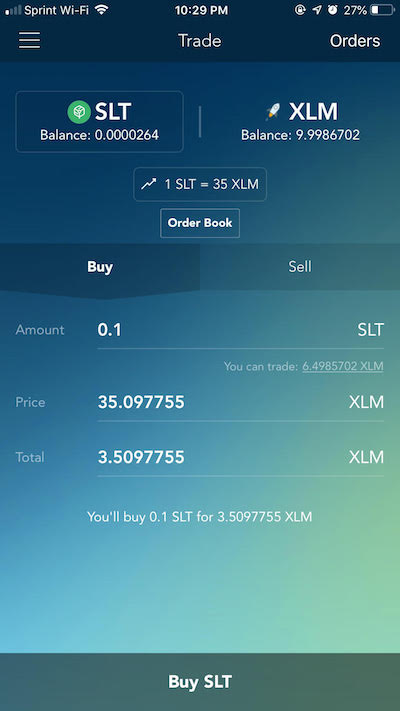 Sprint Wi-Fi 10:29 PM 27%
Trade Orders
SLT XLM
Balance: 0.0000264 Balance: 9.9986702
1 SLT = 35 XLM
Order Book
Buy Sell
Amount 0.1 SLT
You can trade: 6.4985702 XLM
Price 35.097755 XLM
Total 3.5097755 XLM
You'll buy 0.1 SLT for 3.5097755 XLM
Buy SLT